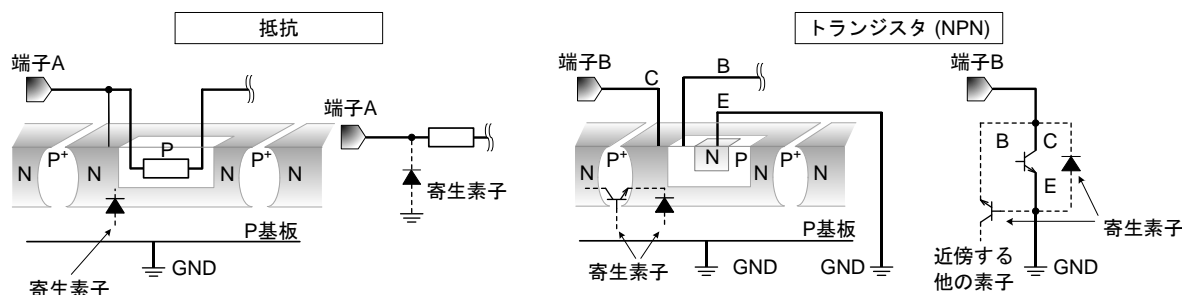 抵抗
トランジスタ (NPN)
端子A
端子A
P
N
P+
N
N
P+
N
寄生素子
P基板
GND
寄生素子
端子B
C
B
E
N
P+
N
N
P
N
P+
N
P基板
寄生素子
GND
GND
端子B
B
C
E
寄生素子
近傍する
他の素子
GND